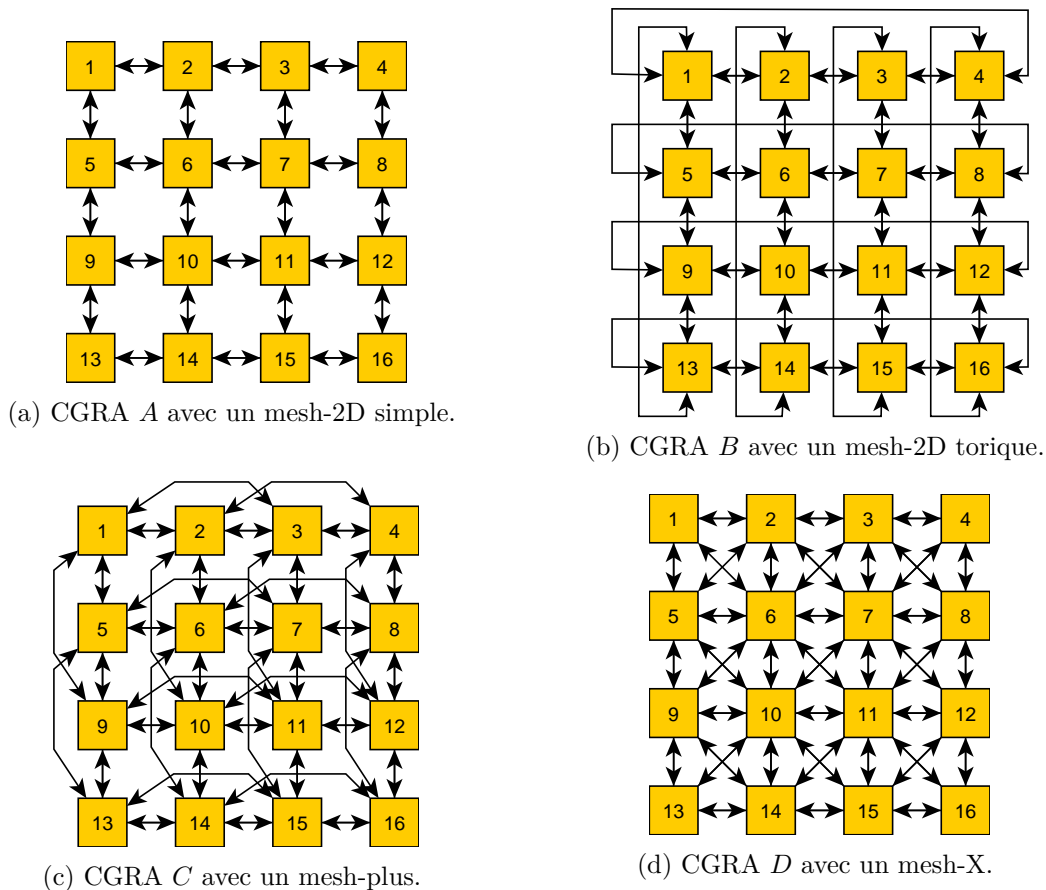 1 2 3 4
5 6 7 8
9 10 11 12
13 14 15 16
(a) CGRA A avec un mesh-2D simple.
1 2 3 4
5 6 7 8
9 10 11 12
13 14 15 16
(b) CGRA B avec un mesh-2D torique.
1 2 3 4
5 6 7 8
9 10 11 12
13 14 15 16
(c) CGRA C avec un mesh-plus.
1 2 3 4
5 6 7 8
9 10 11 12
13 14 15 16
(d) CGRA D avec un mesh-X.